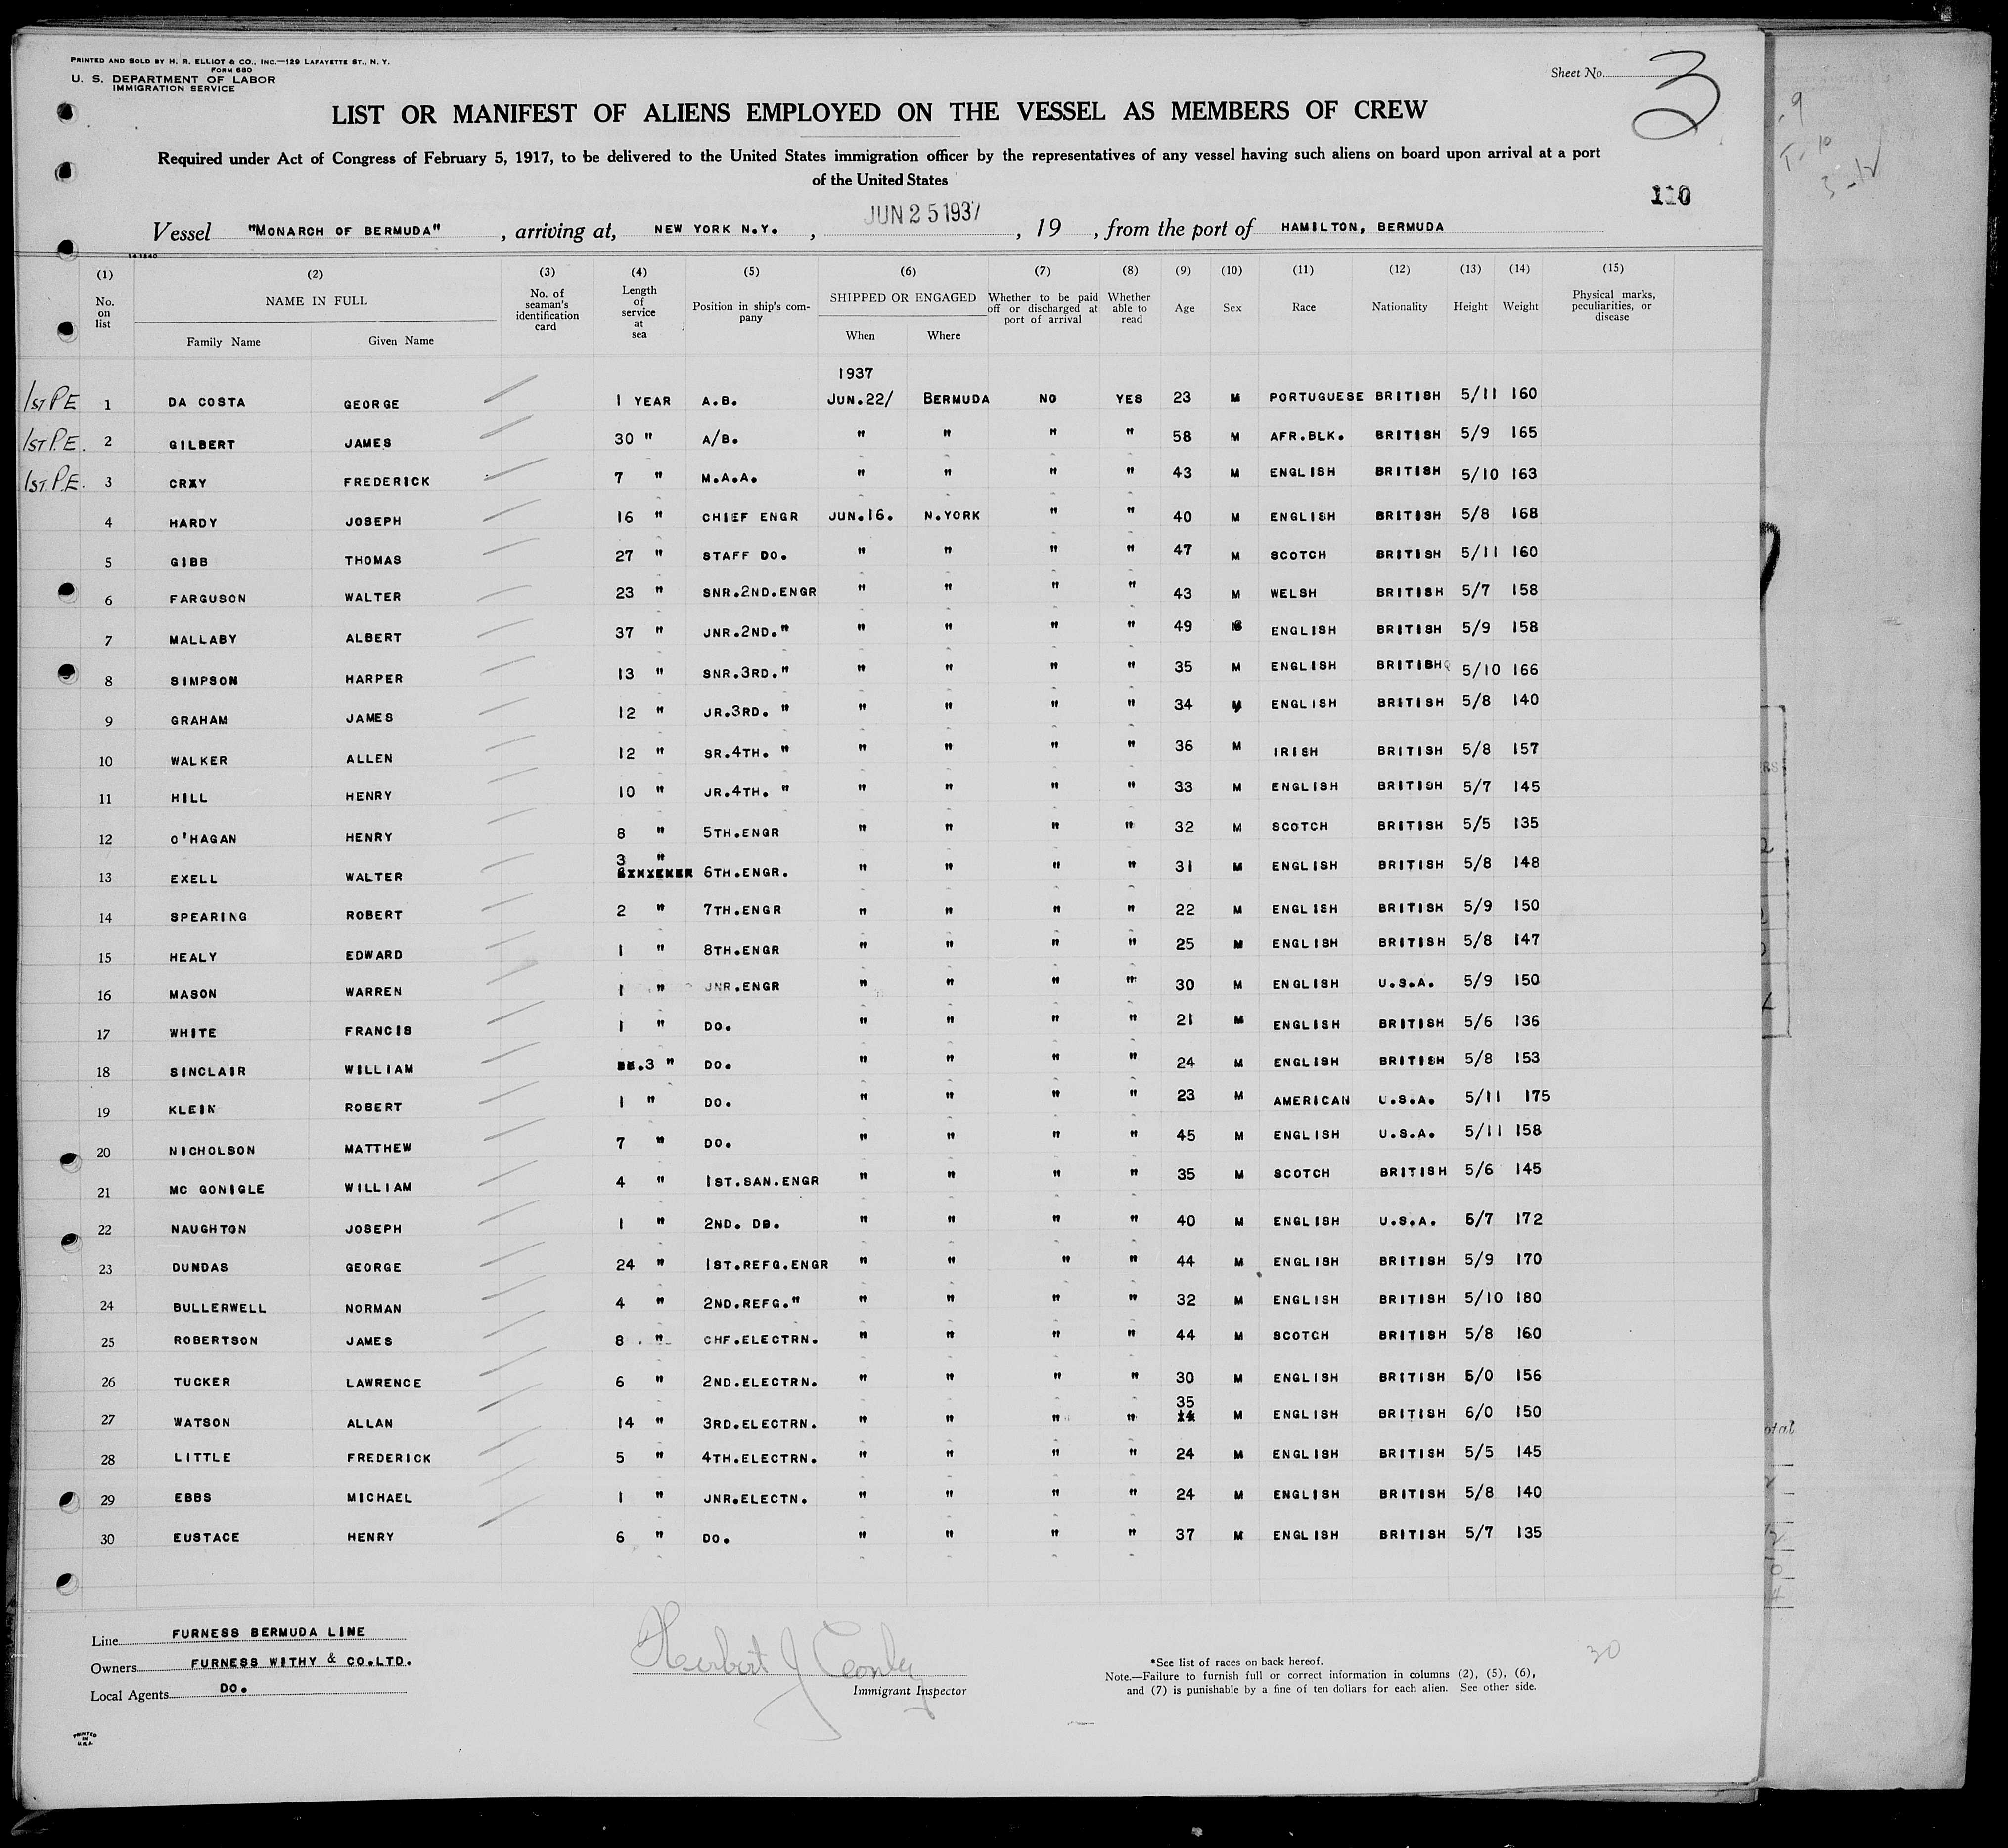 PRINTED AND SOLD BY H. R. ELLIOT & CO., INC.—129 LAFAYETTE ST., N. Y.
FORM 680
U. S. DEPARTMENT OF LABOR
IMMIGRATION SERVICE
Sheet No. 3
LIST OR MANIFEST OF ALIENS EMPLOYED ON THE VESSEL AS MEMBERS OF CREW
Required under Act of Congress of February 5, 1917, to be delivered to the United States immigration officer by the representatives of any vessel having such aliens on board upon arrival at a port
of the United States
110
Vessel "MONARCH OF BERMUDA", arriving at, NEW YORK N.Y., JUN 25 1937, 19 , from the port of HAMILTON, BERMUDA
14 1240
(1) (2) (3) (4) (5) (6) (7) (8) (9) (10) (11) (12) (13) (14) (15)
No. on list NAME IN FULL Family Name Given Name No. of seaman's identification card Length of service at sea Position in ship's company SHIPPED OR ENGAGED When Where Whether to be paid off or discharged at port of arrival Whether able to read Age Sex Race Nationality Height Weight Physical marks, peculiarities, or disease
1937
1ST PE 1 DA COSTA GEORGE 1 YEAR A.B. JUN.22/ BERMUDA NO YES 23 M PORTUGUESE BRITISH 5/11 160
1ST P.E. 2 GILBERT JAMES 30 " A/B. " " " " 58 M AFR.BLK. BRITISH 5/9 165
1ST. P.E. 3 CRAY FREDERICK 7 " M.A.A. " " " " 43 M ENGLISH BRITISH 5/10 163
4 HARDY JOSEPH 16 " CHIEF ENGR JUN.16. N.YORK " " 40 M ENGLISH BRITISH 5/8 168
5 GIBB THOMAS 27 " STAFF DO. " " " " 47 M SCOTCH BRITISH 5/11 160
6 FARGUSON WALTER 23 " SNR.2ND.ENGR " " " " 43 M WELSH BRITISH 5/7 158
7 MALLABY ALBERT 37 " JNR.2ND." " " " " 49 M ENGLISH BRITISH 5/9 158
8 SIMPSON HARPER 13 " SNR.3RD." " " " " 35 M ENGLISH BRITISH 5/10 166
9 GRAHAM JAMES 12 " JR.3RD. " " " " " 34 M ENGLISH BRITISH 5/8 140
10 WALKER ALLEN 12 " SR.4TH. " " " " " 36 M IRISH BRITISH 5/8 157
11 HILL HENRY 10 " JR.4TH. " " " " " 33 M ENGLISH BRITISH 5/7 145
12 O'HAGAN HENRY 8 " 5TH.ENGR " " " " 32 M SCOTCH BRITISH 5/5 135
13 EXELL WALTER 3 " 6TH.ENGR. " " " " 31 M ENGLISH BRITISH 5/8 148
14 SPEARING ROBERT 2 " 7TH.ENGR " " " " 22 M ENGLISH BRITISH 5/9 150
15 HEALY EDWARD 1 " 8TH.ENGR " " " " 25 M ENGLISH BRITISH 5/8 147
16 MASON WARREN 1 " JNR.ENGR " " " " 30 M ENGLISH U.S.A. 5/9 150
17 WHITE FRANCIS 1 " DO. " " " " 21 M ENGLISH BRITISH 5/6 136
18 SINCLAIR WILLIAM .3 " DO. " " " " 24 M ENGLISH BRITISH 5/8 153
19 KLEIN ROBERT 1 " DO. " " " " 23 M AMERICAN U.S.A. 5/11 175
20 NICHOLSON MATTHEW 7 " DO. " " " " 45 M ENGLISH U.S.A. 5/11 158
21 MC GONIGLE WILLIAM 4 " 1ST.SAN.ENGR " " " " 35 M SCOTCH BRITISH 5/6 145
22 NAUGHTON JOSEPH 1 " 2ND. DO. " " " " 40 M ENGLISH U.S.A. 5/7 172
23 DUNDAS GEORGE 24 " 1ST.REFG.ENGR " " " " 44 M ENGLISH BRITISH 5/9 170
24 BULLERWELL NORMAN 4 " 2ND.REFG." " " " " 32 M ENGLISH BRITISH 5/10 180
25 ROBERTSON JAMES 8 " CHF.ELECTRN. " " " " 44 M SCOTCH BRITISH 5/8 160
26 TUCKER LAWRENCE 6 " 2ND.ELECTRN. " " " " 30 M ENGLISH BRITISH 6/0 156
27 WATSON ALLAN 14 " 3RD.ELECTRN. " " " " 35 M ENGLISH BRITISH 6/0 150
28 LITTLE FREDERICK 5 " 4TH.ELECTRN. " " " " 24 M ENGLISH BRITISH 5/5 145
29 EBBS MICHAEL 1 " JNR.ELECTN. " " " " 24 M ENGLISH BRITISH 5/8 140
30 EUSTACE HENRY 6 " DO. " " " " 37 M ENGLISH BRITISH 5/7 135
Line FURNESS BERMUDA LINE
Owners FURNESS WITHY & CO.LTD.
Local Agents DO.
Herbert J
Immigrant Inspector
*See list of races on back hereof.
Note.—Failure to furnish full or correct information in columns (2), (5), (6),
and (7) is punishable by a fine of ten dollars for each alien. See other side.
30
PRINTED IN U.S.A.